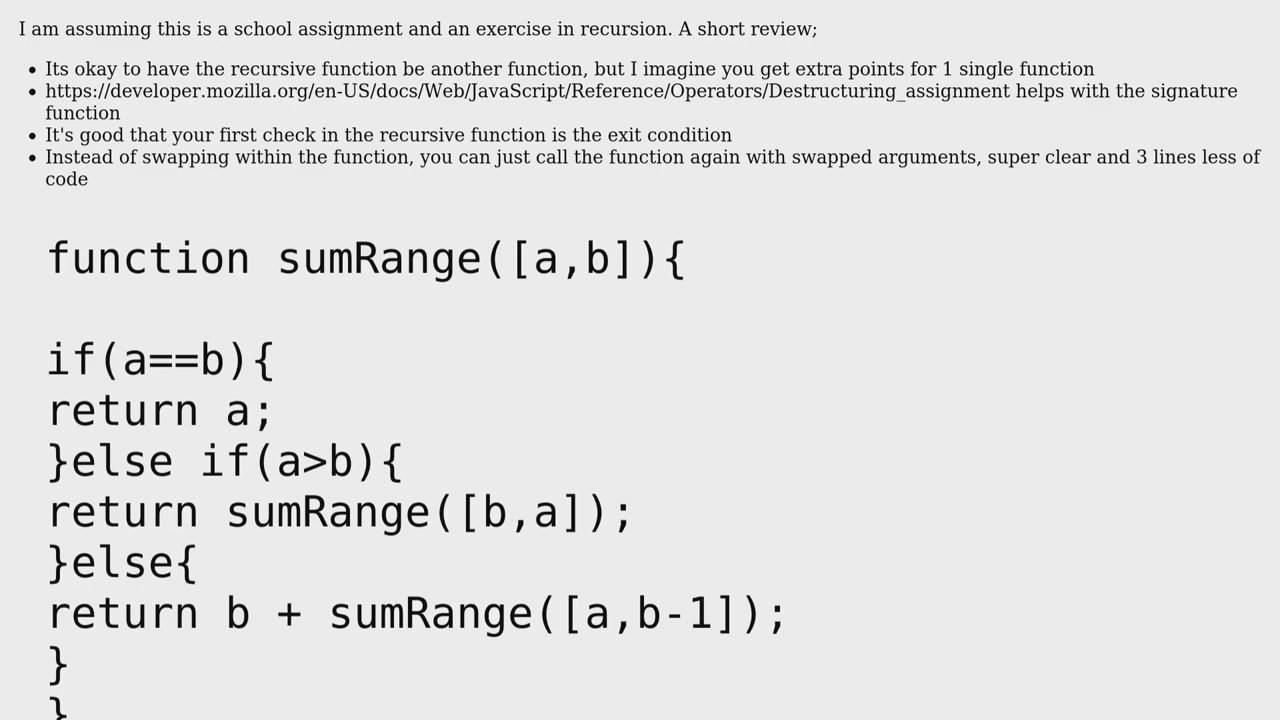 I am assuming this is a school assignment and an exercise in recursion. A short review;
• Its okay to have the recursive function be another function, but I imagine you get extra points for 1 single function
• https://developer.mozilla.org/en-US/docs/Web/JavaScript/Reference/Operators/Destructuring_assignment helps with the signature
function
• It's good that your first check in the recursive function is the exit condition
• Instead of swapping within the function, you can just call the function again with swapped arguments, super clear and 3 lines less of
code
function sumRange([a,b]){
if(a==b){
return a;
}else if(a>b){
return sumRange([b,a]);
}else{
return b + sumRange([a,b-1]);
}
}